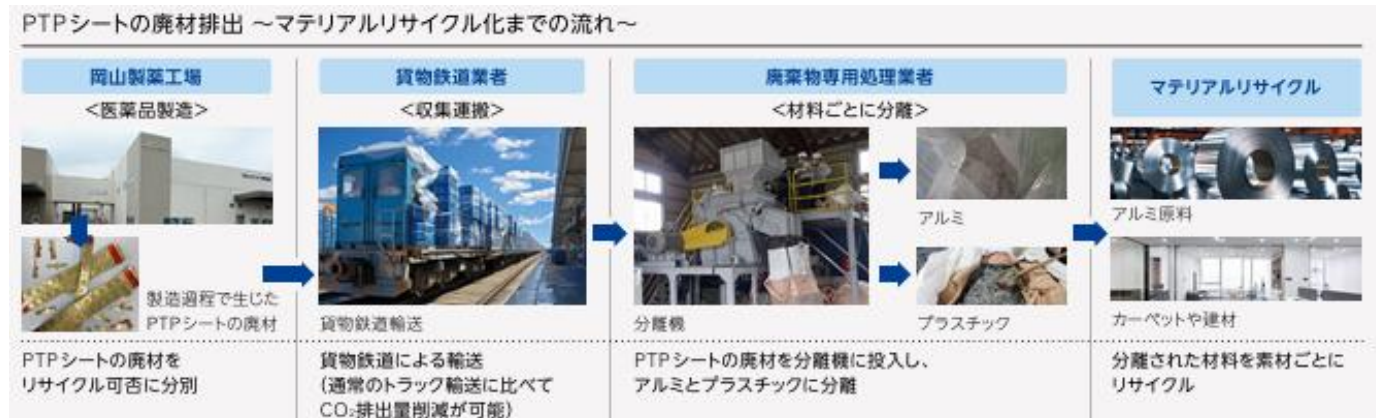 PTPシートの廃材排出 ～マテリアルリサイクル化までの流れ～
岡山製薬工場
＜医薬品製造＞
製造過程で生じた
PTPシートの廃材
PTPシートの廃材を
リサイクル可否に分別
貨物鉄道業者
＜収集運搬＞
貨物鉄道輸送
貨物鉄道による輸送
(通常のトラック輸送に比べて
CO₂排出量削減が可能)
廃棄物専用処理業者
＜材料ごとに分離＞
分離機
アルミ
プラスチック
PTPシートの廃材を分離機に投入し、
アルミとプラスチックに分離
マテリアルリサイクル
アルミ原料
カーペットや建材
分離された材料を素材ごとに
リサイクル